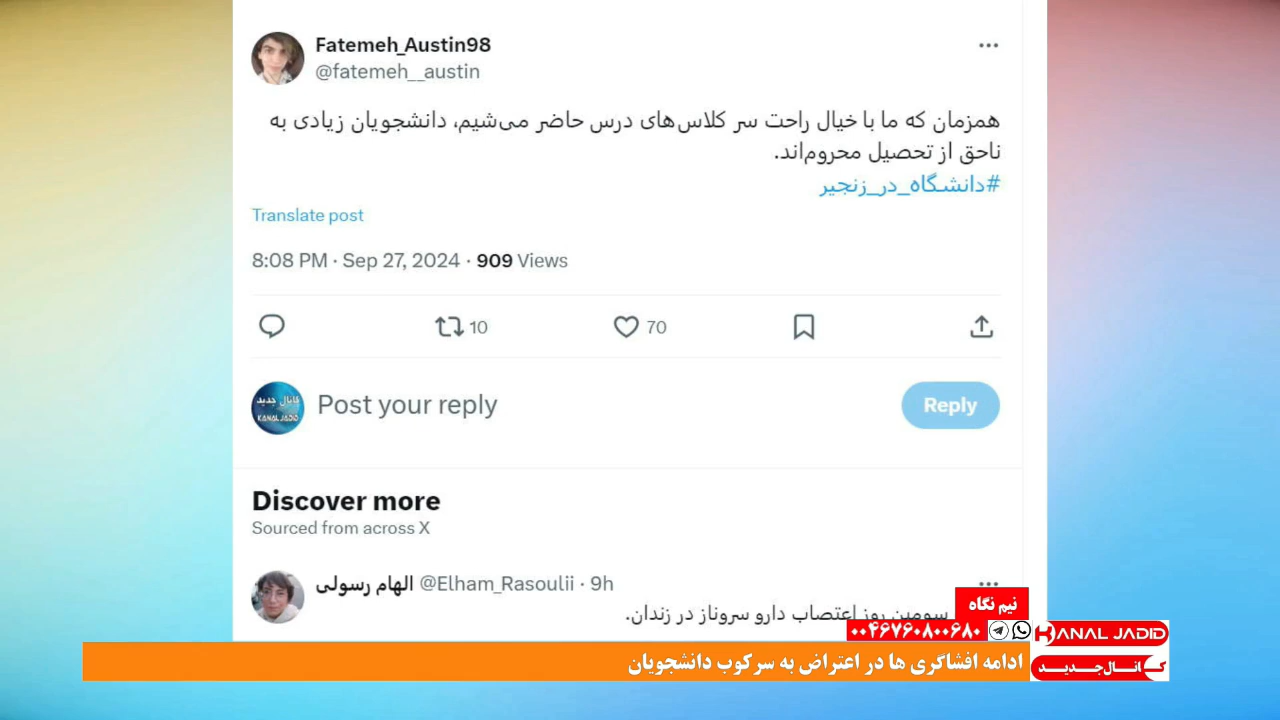 Fatemeh_Austin98
@fatemeh__austin
همزمان که ما با خیال راحت سر کلاس‌های درس حاضر می‌شیم، دانشجویان زیادی به
ناحق از تحصیل محروم‌اند.
#دانشگاه_در_زنجیر
Translate post
8:08 PM · Sep 27, 2024 · 909 Views
10
70
کانال جدید
KANAL JADID
Post your reply
Reply
Discover more
Sourced from across X
الهام رسولی @Elham_Rasoulii · 9h
سومین روز اعتصاب دارو سروناز در زندان.
نیم نگاه
۰۰۴۶۷۶۰۸۰۰۶۸۰
KANAL JADID
کانال جدید
ادامه افشاگری ها در اعتراض به سرکوب دانشجویان